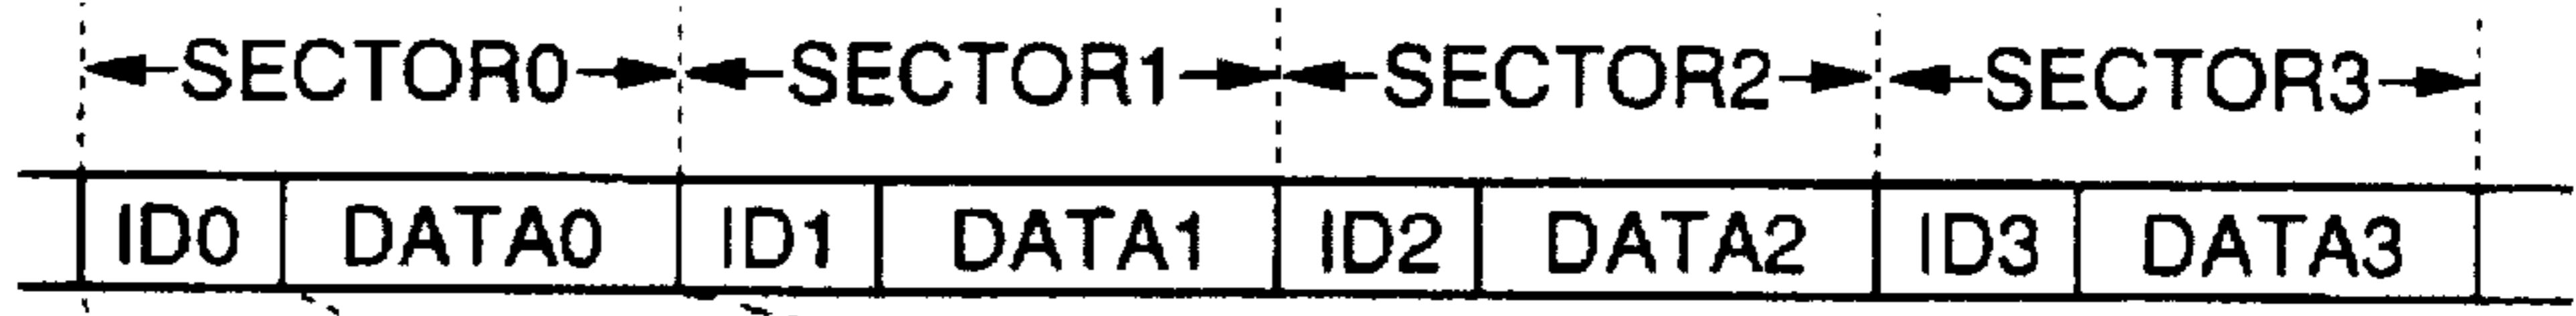 SECTOR0 SECTOR1 SECTOR2 SECTOR3
ID0 DATA0 ID1 DATA1 ID2 DATA2 ID3 DATA3